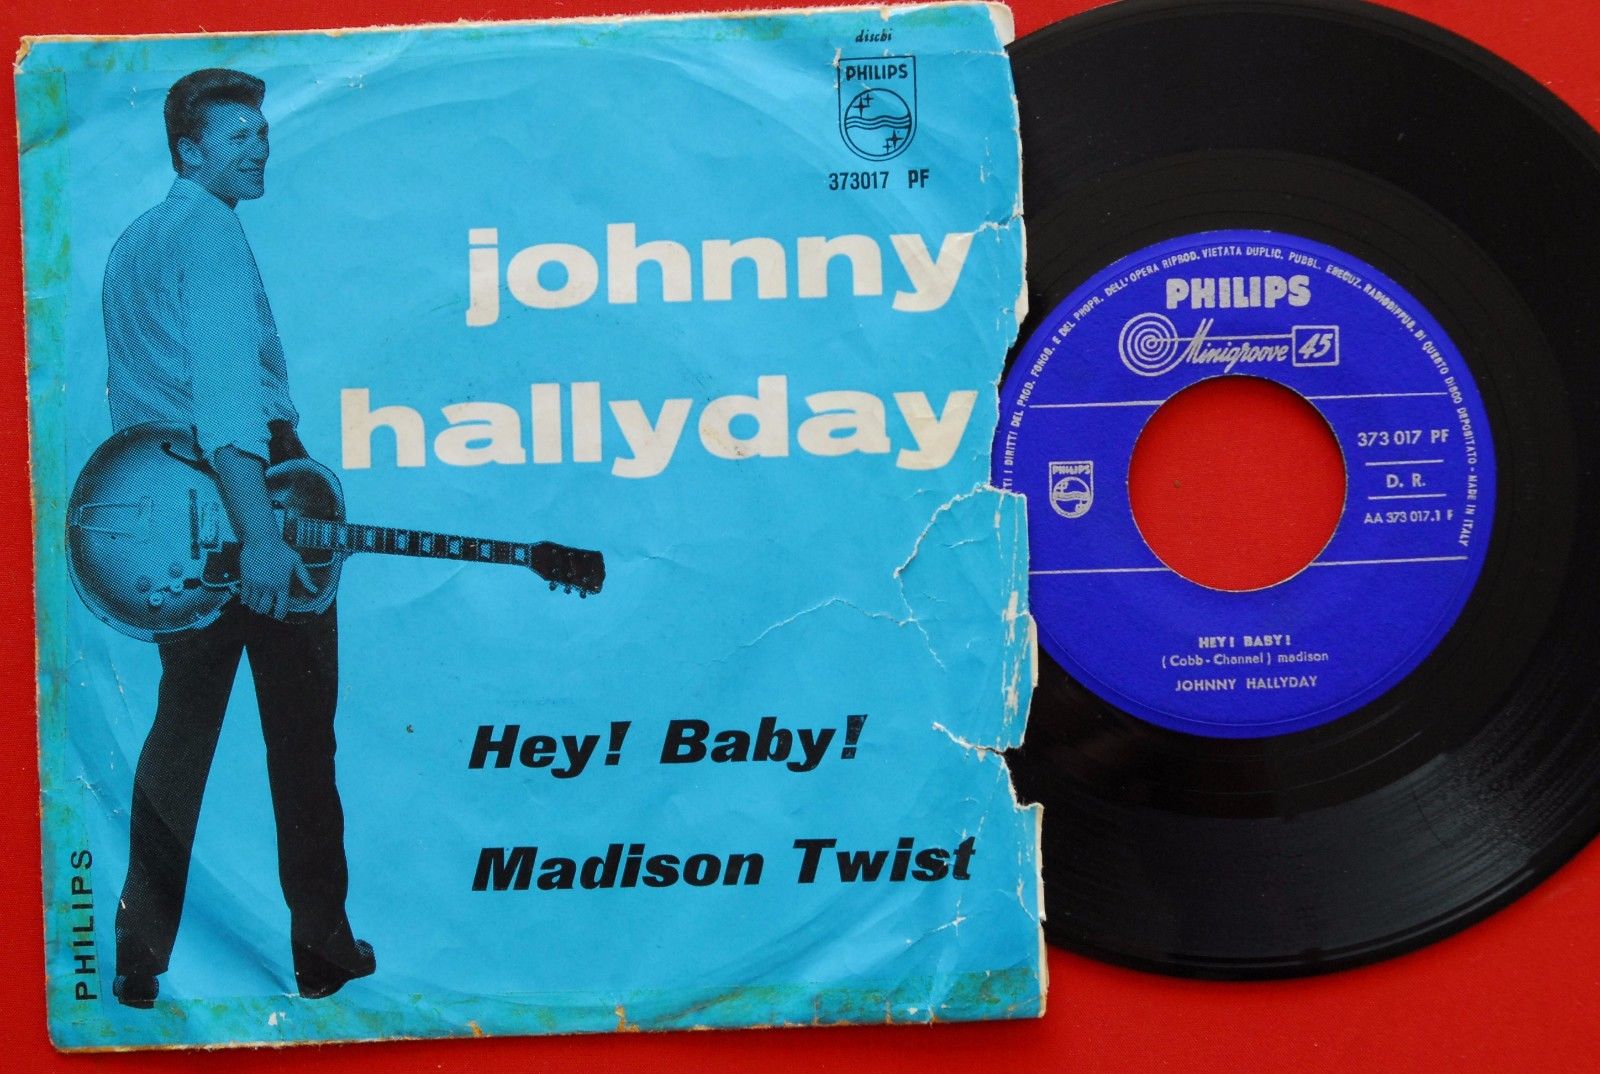 dischi
PHILIPS
373017 PF
johnny
hallyday
Hey! Baby!
Madison Twist
PHILIPS
I DIRITTI DEL PROD. FONOG. E DEL PROPR. DELL'OPERA RIPROD. VIETATA DUPLIC. PUBBL. ESECUZ. RADIODIFFUS. DI QUESTO DISCO DEPOSITATO - MADE IN ITALY
PHILIPS
Minigroove 45
373 017 PF
PHILIPS
D. R.
AA 373 017.1 F
HEY! BABY!
(Cobb - Channel) madison
JOHNNY HALLYDAY